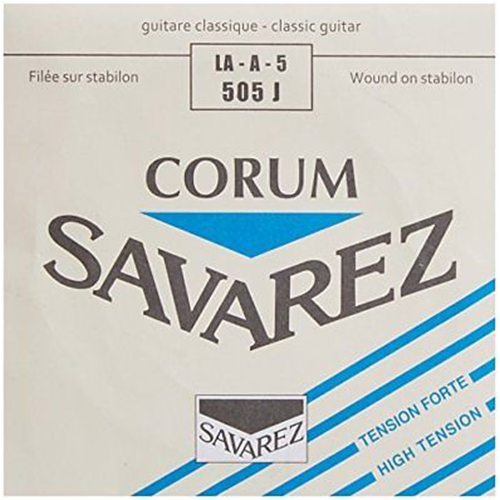 guitare classique - classic guitar
Filée sur stabilon
LA - A - 5
505 J
Wound on stabilon
CORUM
SAVAREZ
SAVAREZ
TENSION FORTE
HIGH TENSION